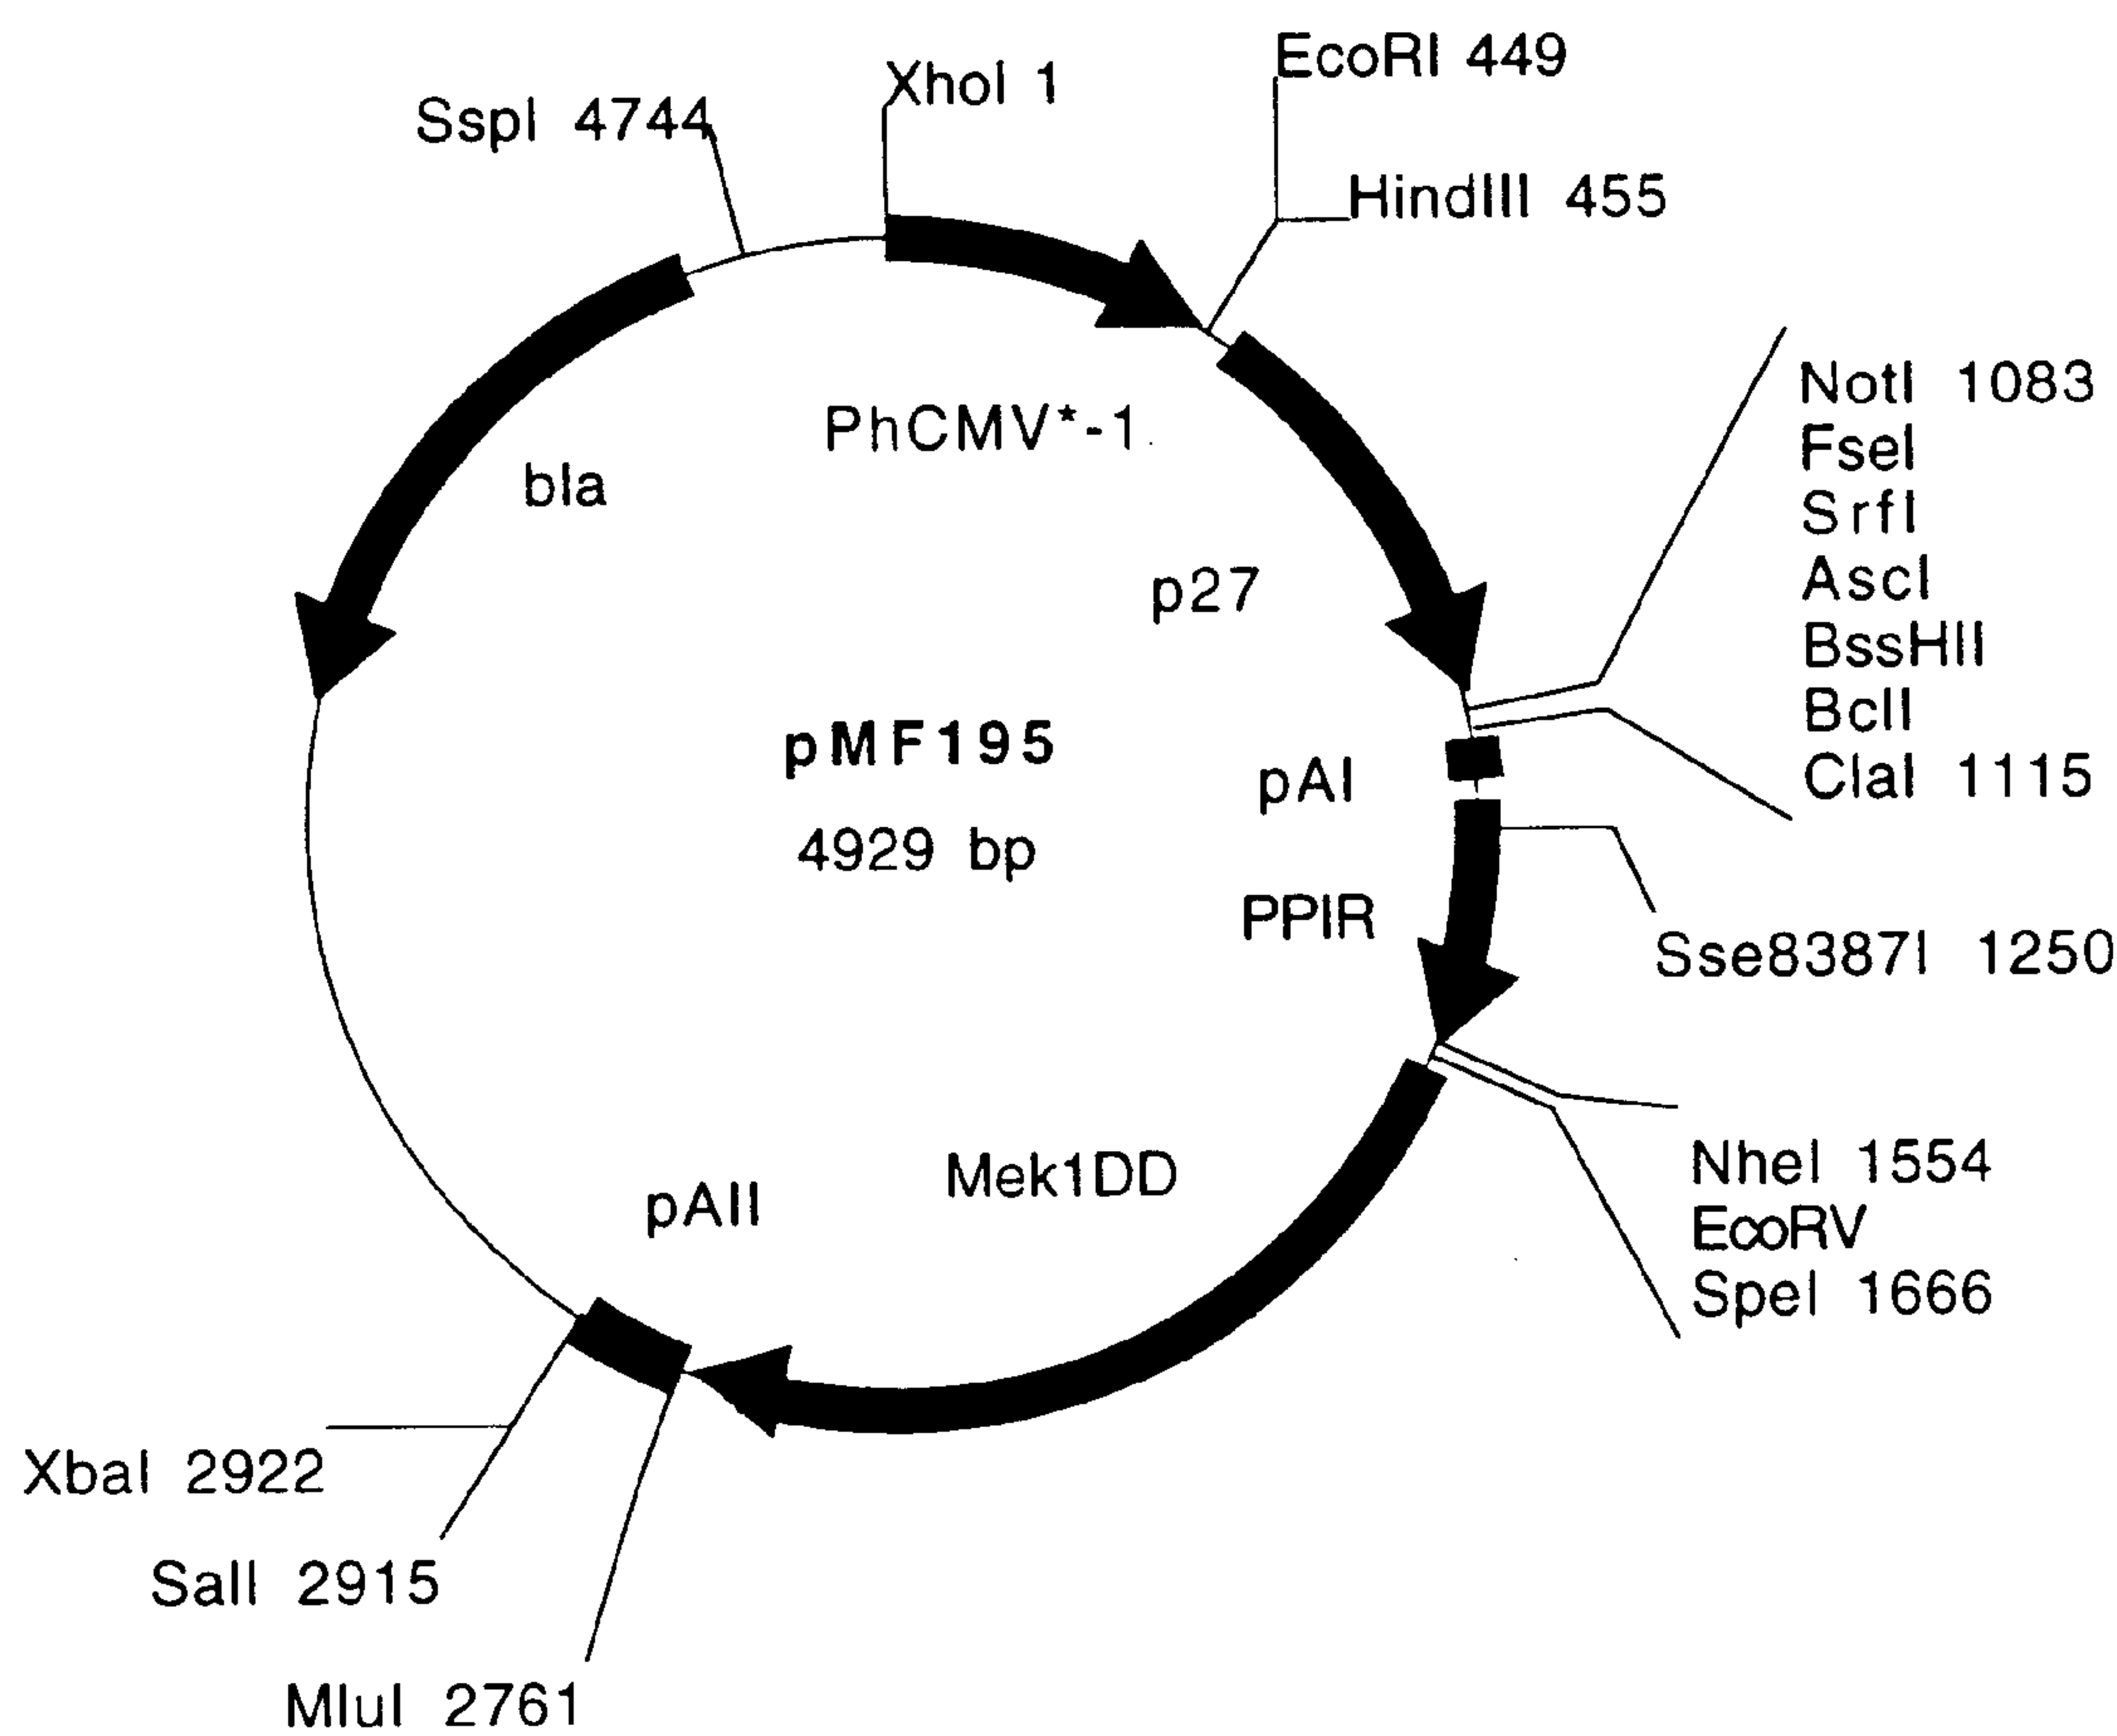 EcoRI 449
XhoI 1
SspI 4744
HindIII 455
NotI 1083
FseI
SrfI
AscI
BssHII
BclI
ClaI 1115
PhCMV*-1
bla
p27
pMF195
4929 bp
pAI
PPIR
Sse8387I 1250
NheI 1554
EcoRV
SpeI 1666
Mek1DD
pAII
XbaI 2922
SalI 2915
MluI 2761